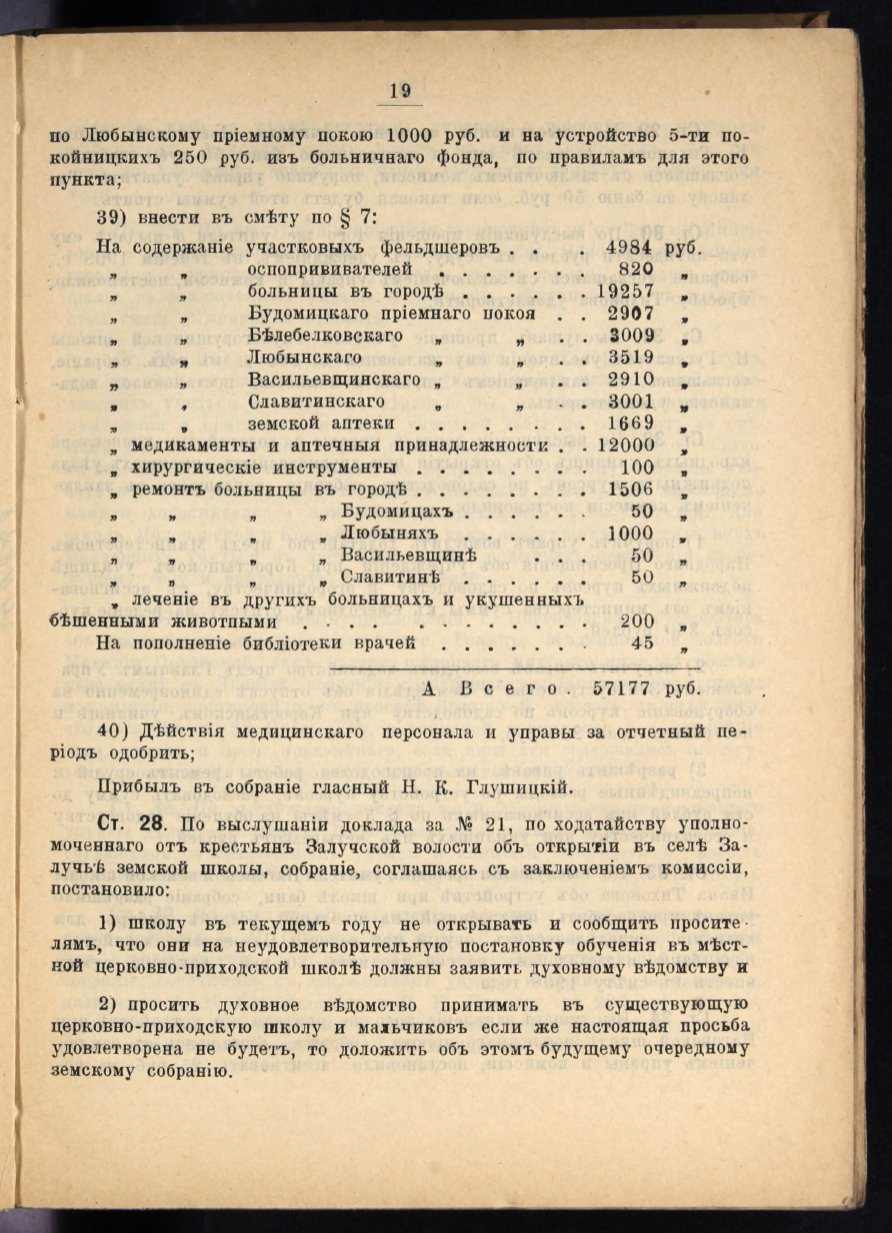 19
по Любынскому пріемному покою 1000 руб. и на устройство 5-ти по-
койницкихъ 250 руб. изъ больничнаго фонда, по правиламъ для этого
пункта;
39) внести въ смѣту по § 7:
На содержаніе участковыхъ фельдшеровъ . . . 4984 руб.
„ „ оспопрививателей . . . . . . . 820 „
„ „ больницы въ городѣ . . . . . . 19257 „
„ „ Будомицкаго пріемнаго покоя . . 2907 „
„ „ Бѣлебелковскаго „ „ . . 3009 „
„ „ Любынскаго „ „ . . 3519 „
„ „ Васильевщинскаго „ „ . . 2910 „
„ „ Славитинскаго „ „ . . 3001 „
„ „ земской аптеки . . . . . . . . 1669 „
„ медикаменты и аптечныя принадлежности . . 12000 „
„ хирургическіе инструменты . . . . . . . . 100 „
„ ремонтъ больницы въ городѣ . . . . . . . . 1506 „
„ „ „ „ Будомицахъ . . . . . . 50 „
„ „ „ „ Любыняхъ . . . . . . 1000 „
„ „ „ „ Васильевщинѣ . . . 50 „
„ „ „ „ Славитинѣ . . . . . . 50 „
„ леченіе въ другихъ больницахъ и укушенныхъ
бѣшенными животными . . . . . . . . . . . . 200 „
На пополненіе библіотеки врачей . . . . . . . 45 „
А Всего. 57177 руб.
40) Дѣйствія медицинскаго персонала и управы за отчетный пе-
ріодъ одобрить;
Прибылъ въ собраніе гласный Н. К. Глушицкій.
Ст. 28. По выслушаніи доклада за № 21, по ходатайству уполно-
моченнаго отъ крестьянъ Залучской волости объ открытіи въ селѣ За-
лучьѣ земской школы, собраніе, соглашаясь съ заключеніемъ комиссіи,
постановило:
1) школу въ текущемъ году не открывать и сообщить просите-
лямъ, что они на неудовлетворительную постановку обученія въ мѣст-
ной церковно-приходской школѣ должны заявить духовному вѣдомству и
2) просить духовное вѣдомство принимать въ существующую
церковно-приходскую школу и мальчиковъ если же настоящая просьба
удовлетворена не будетъ, то доложить объ этомъ будущему очередному
земскому собранію.